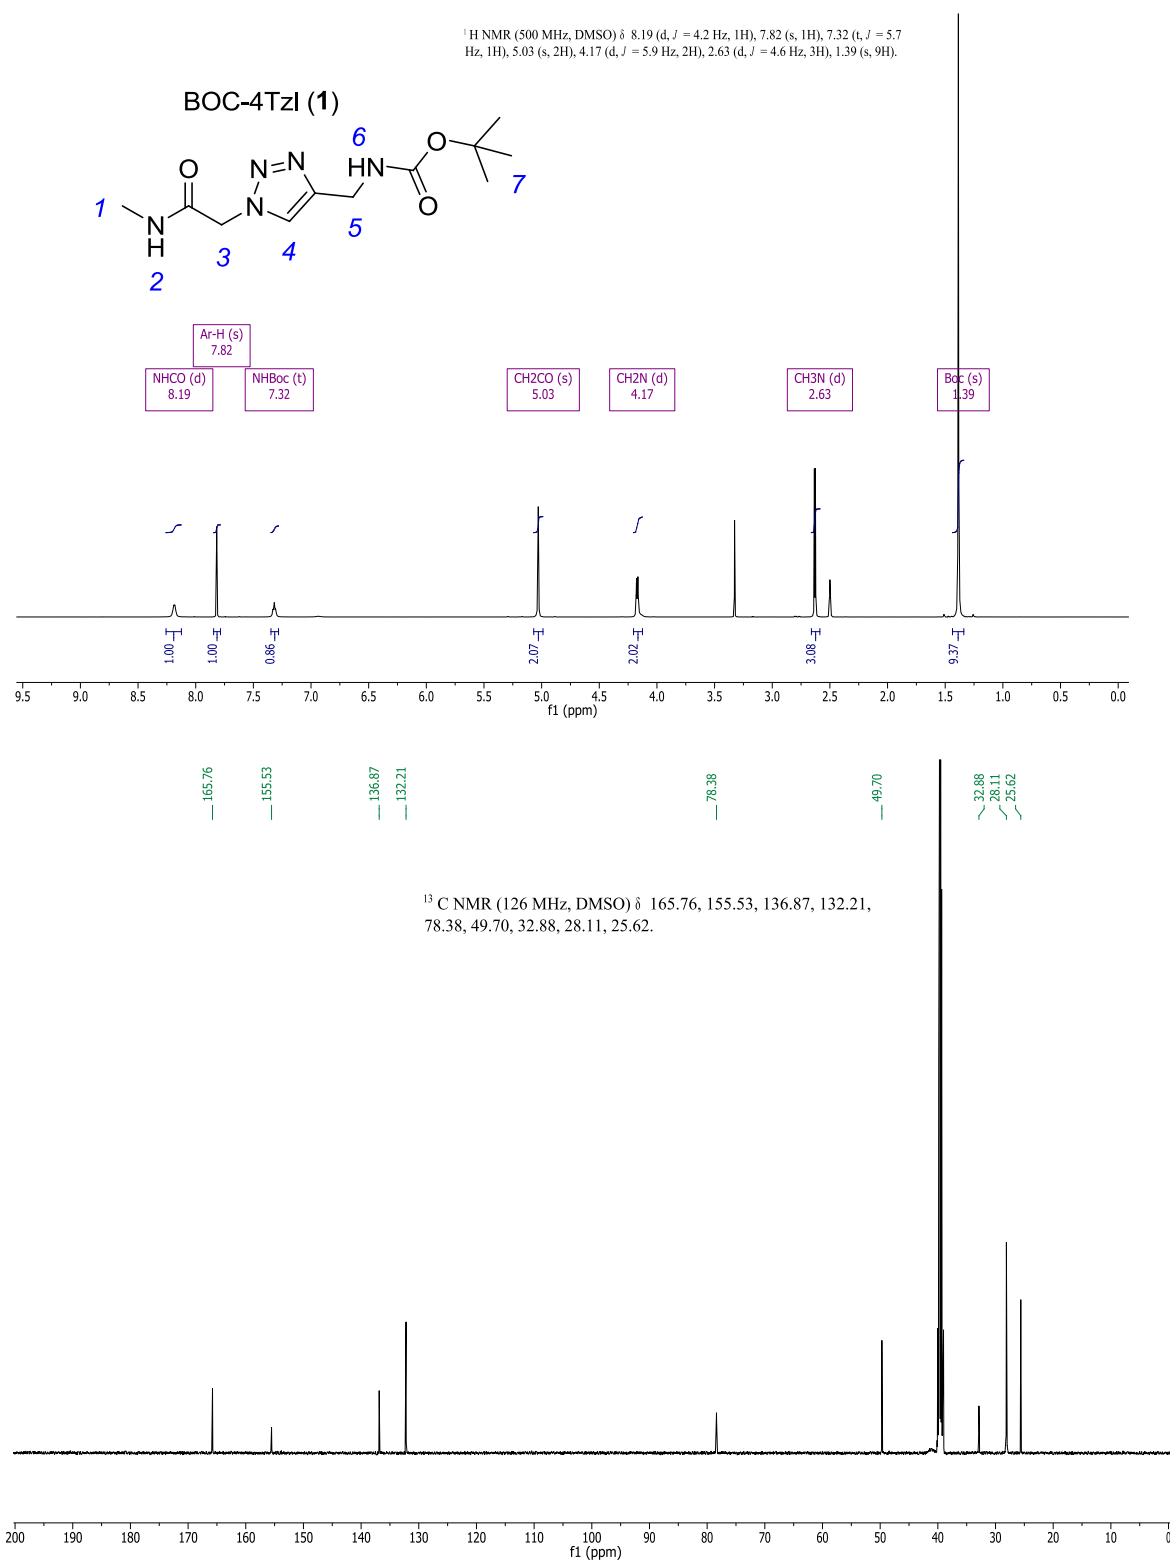 ¹H NMR (500 MHz, DMSO) δ 8.19 (d, J = 4.2 Hz, 1H), 7.82 (s, 1H), 7.32 (t, J = 5.7
Hz, 1H), 5.03 (s, 2H), 4.17 (d, J = 5.9 Hz, 2H), 2.63 (d, J = 4.6 Hz, 3H), 1.39 (s, 9H).
BOC-4TzI (1)
6
O
N=N
HN
O
7
N
O
1
N
H
5
4
3
2
Ar-H (s)
7.82
NHCO (d)
8.19
NHBoc (t)
7.32
CH2CO (s)
5.03
CH2N (d)
4.17
CH3N (d)
2.63
Boc (s)
1.39
1.00 1.00 0.86 2.07 2.02 3.08 9.37
9.5 9.0 8.5 8.0 7.5 7.0 6.5 6.0 5.5 5.0 4.5 4.0 3.5 3.0 2.5 2.0 1.5 1.0 0.5 0.0
f1 (ppm)
165.76 155.53 136.87 132.21 78.38 49.70 32.88 28.11 25.62
¹³C NMR (126 MHz, DMSO) δ 165.76, 155.53, 136.87, 132.21,
78.38, 49.70, 32.88, 28.11, 25.62.
200 190 180 170 160 150 140 130 120 110 100 90 80 70 60 50 40 30 20 10 0
f1 (ppm)